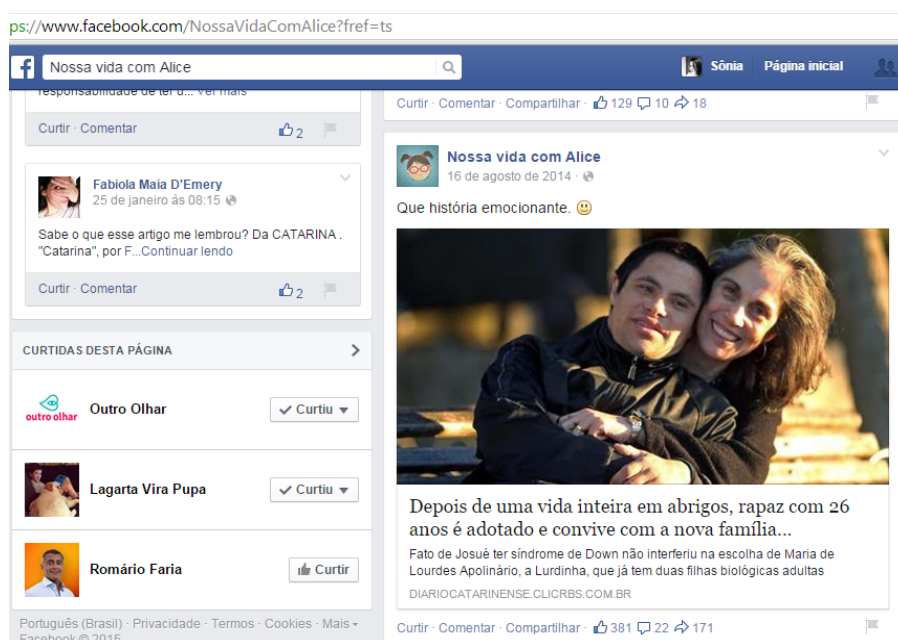 ps://www.facebook.com/NossaVidaComAlice?fref=ts
Nossa vida com Alice
Sônia
Página inicial
responsabilidade de ter u... Ver mais
Curtir · Comentar
2
Fabiola Maia D'Emery
25 de janeiro às 08:15
Sabe o que esse artigo me lembrou? Da CATARINA .
"Catarina", por F...Continuar lendo
Curtir · Comentar
2
CURTIDAS DESTA PÁGINA
outro olhar
Outro Olhar
Curtiu
Lagarta Vira Pupa
Curtiu
Romário Faria
Curtir
Português (Brasil) · Privacidade · Termos · Cookies · Mais
Facebook © 2015
Curtir · Comentar · Compartilhar · 129 10 18
Nossa vida com Alice
16 de agosto de 2014 ·
Que história emocionante.
Depois de uma vida inteira em abrigos, rapaz com 26
anos é adotado e convive com a nova família...
Fato de Josué ter síndrome de Down não interferiu na escolha de Maria de
Lourdes Apolinário, a Lurdinha, que já tem duas filhas biológicas adultas
DIARIOCATARINENSE.CLICRBS.COM.BR
Curtir · Comentar · Compartilhar · 381 22 171